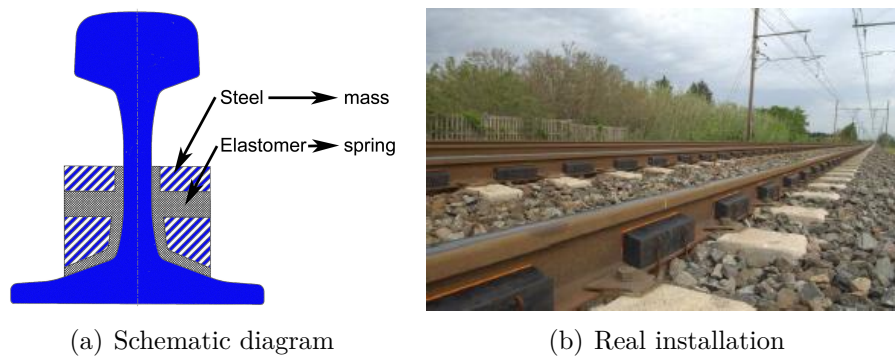 Steel mass
Elastomer spring
(a) Schematic diagram
(b) Real installation